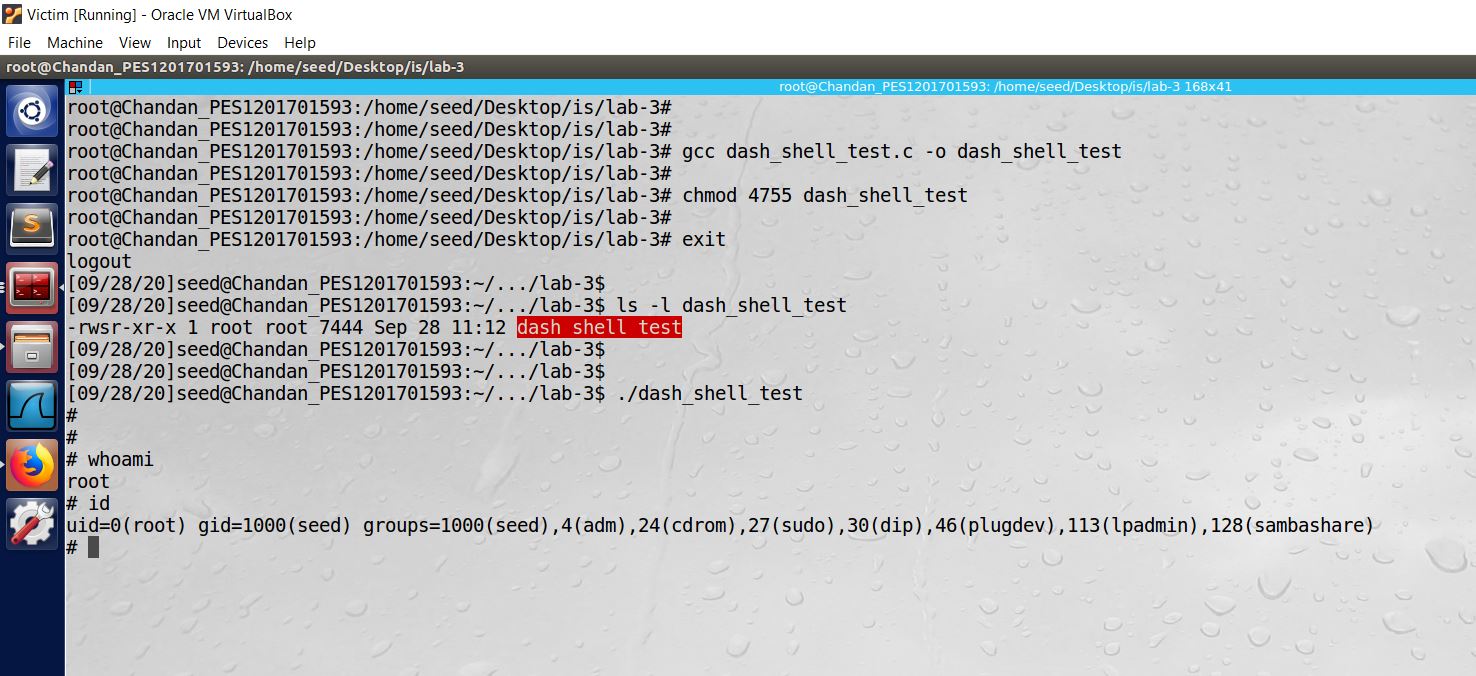 Victim [Running] - Oracle VM VirtualBox
File Machine View Input Devices Help
root@Chandan_PES1201701593: /home/seed/Desktop/is/lab-3
root@Chandan_PES1201701593: /home/seed/Desktop/is/lab-3 168x41
root@Chandan_PES1201701593:/home/seed/Desktop/is/lab-3#
root@Chandan_PES1201701593:/home/seed/Desktop/is/lab-3#
root@Chandan_PES1201701593:/home/seed/Desktop/is/lab-3# gcc dash_shell_test.c -o dash_shell_test
root@Chandan_PES1201701593:/home/seed/Desktop/is/lab-3#
root@Chandan_PES1201701593:/home/seed/Desktop/is/lab-3# chmod 4755 dash_shell_test
root@Chandan_PES1201701593:/home/seed/Desktop/is/lab-3#
root@Chandan_PES1201701593:/home/seed/Desktop/is/lab-3# exit
logout
[09/28/20]seed@Chandan_PES1201701593:~/.../lab-3$
[09/28/20]seed@Chandan_PES1201701593:~/.../lab-3$ ls -l dash_shell_test
-rwsr-xr-x 1 root root 7444 Sep 28 11:12 dash_shell_test
[09/28/20]seed@Chandan_PES1201701593:~/.../lab-3$
[09/28/20]seed@Chandan_PES1201701593:~/.../lab-3$
[09/28/20]seed@Chandan_PES1201701593:~/.../lab-3$ ./dash_shell_test
#
#
# whoami
root
# id
uid=0(root) gid=1000(seed) groups=1000(seed),4(adm),24(cdrom),27(sudo),30(dip),46(plugdev),113(lpadmin),128(sambashare)
#